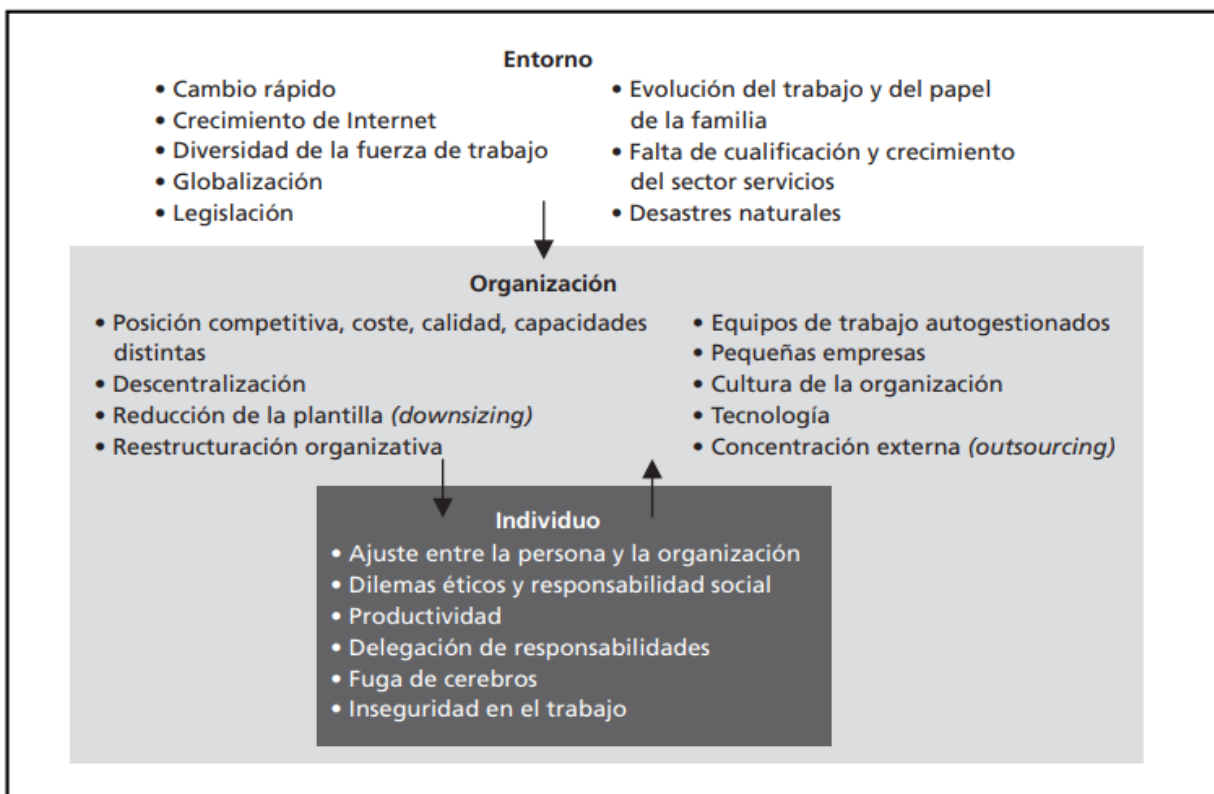 Entorno
• Cambio rápido
• Crecimiento de Internet
• Diversidad de la fuerza de trabajo
• Globalización
• Legislación
• Evolución del trabajo y del papel
de la familia
• Falta de cualificación y crecimiento
del sector servicios
• Desastres naturales
Organización
• Posición competitiva, coste, calidad, capacidades
distintas
• Descentralización
• Reducción de la plantilla (downsizing)
• Reestructuración organizativa
• Equipos de trabajo autogestionados
• Pequeñas empresas
• Cultura de la organización
• Tecnología
• Concentración externa (outsourcing)
Individuo
• Ajuste entre la persona y la organización
• Dilemas éticos y responsabilidad social
• Productividad
• Delegación de responsabilidades
• Fuga de cerebros
• Inseguridad en el trabajo